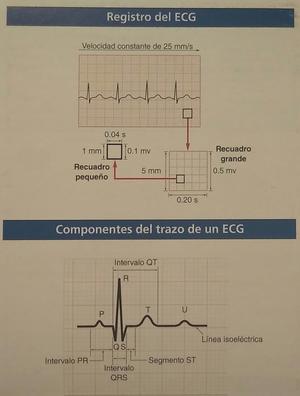 Registro del ECG
Velocidad constante de 25 mm/s
0.04 s
1 mm
0.1 mv
Recuadro
pequeño
Recuadro
grande
5 mm
0.5 mv
0.20 s
Componentes del trazo de un ECG
Intervalo QT
R
P
T
U
Q S
Línea isoeléctrica
Intervalo PR
Segmento ST
Intervalo
QRS